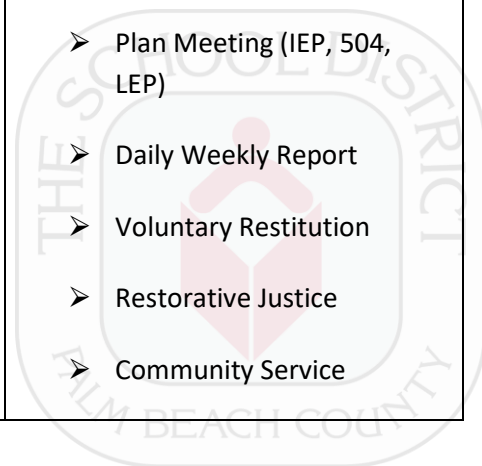 ➢ Plan Meeting (IEP, 504,
LEP)
➢ Daily Weekly Report
➢ Voluntary Restitution
➢ Restorative Justice
➢ Community Service
THE SCHOOL DISTRICT
PALM BEACH COUNTY